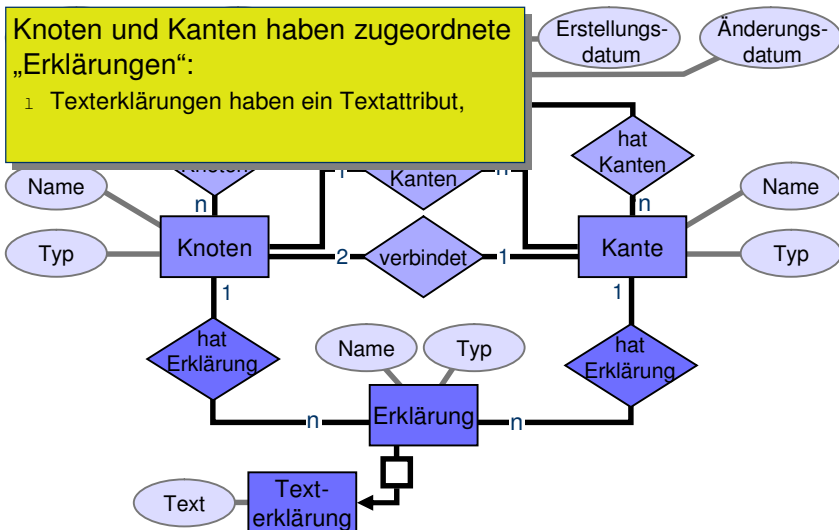 Knoten und Kanten haben zugeordnete
„Erklärungen“:
l Texterklärungen haben ein Textattribut,
Erstellungs-
datum
Änderungs-
datum
hat
Kanten
Kanten
n
Name
n
n
Name
Knoten
Kante
Typ
2
verbindet
1
Typ
1
1
hat
Erklärung
Name
Typ
hat
Erklärung
n
Erklärung
n
Text
Text-
erklärung